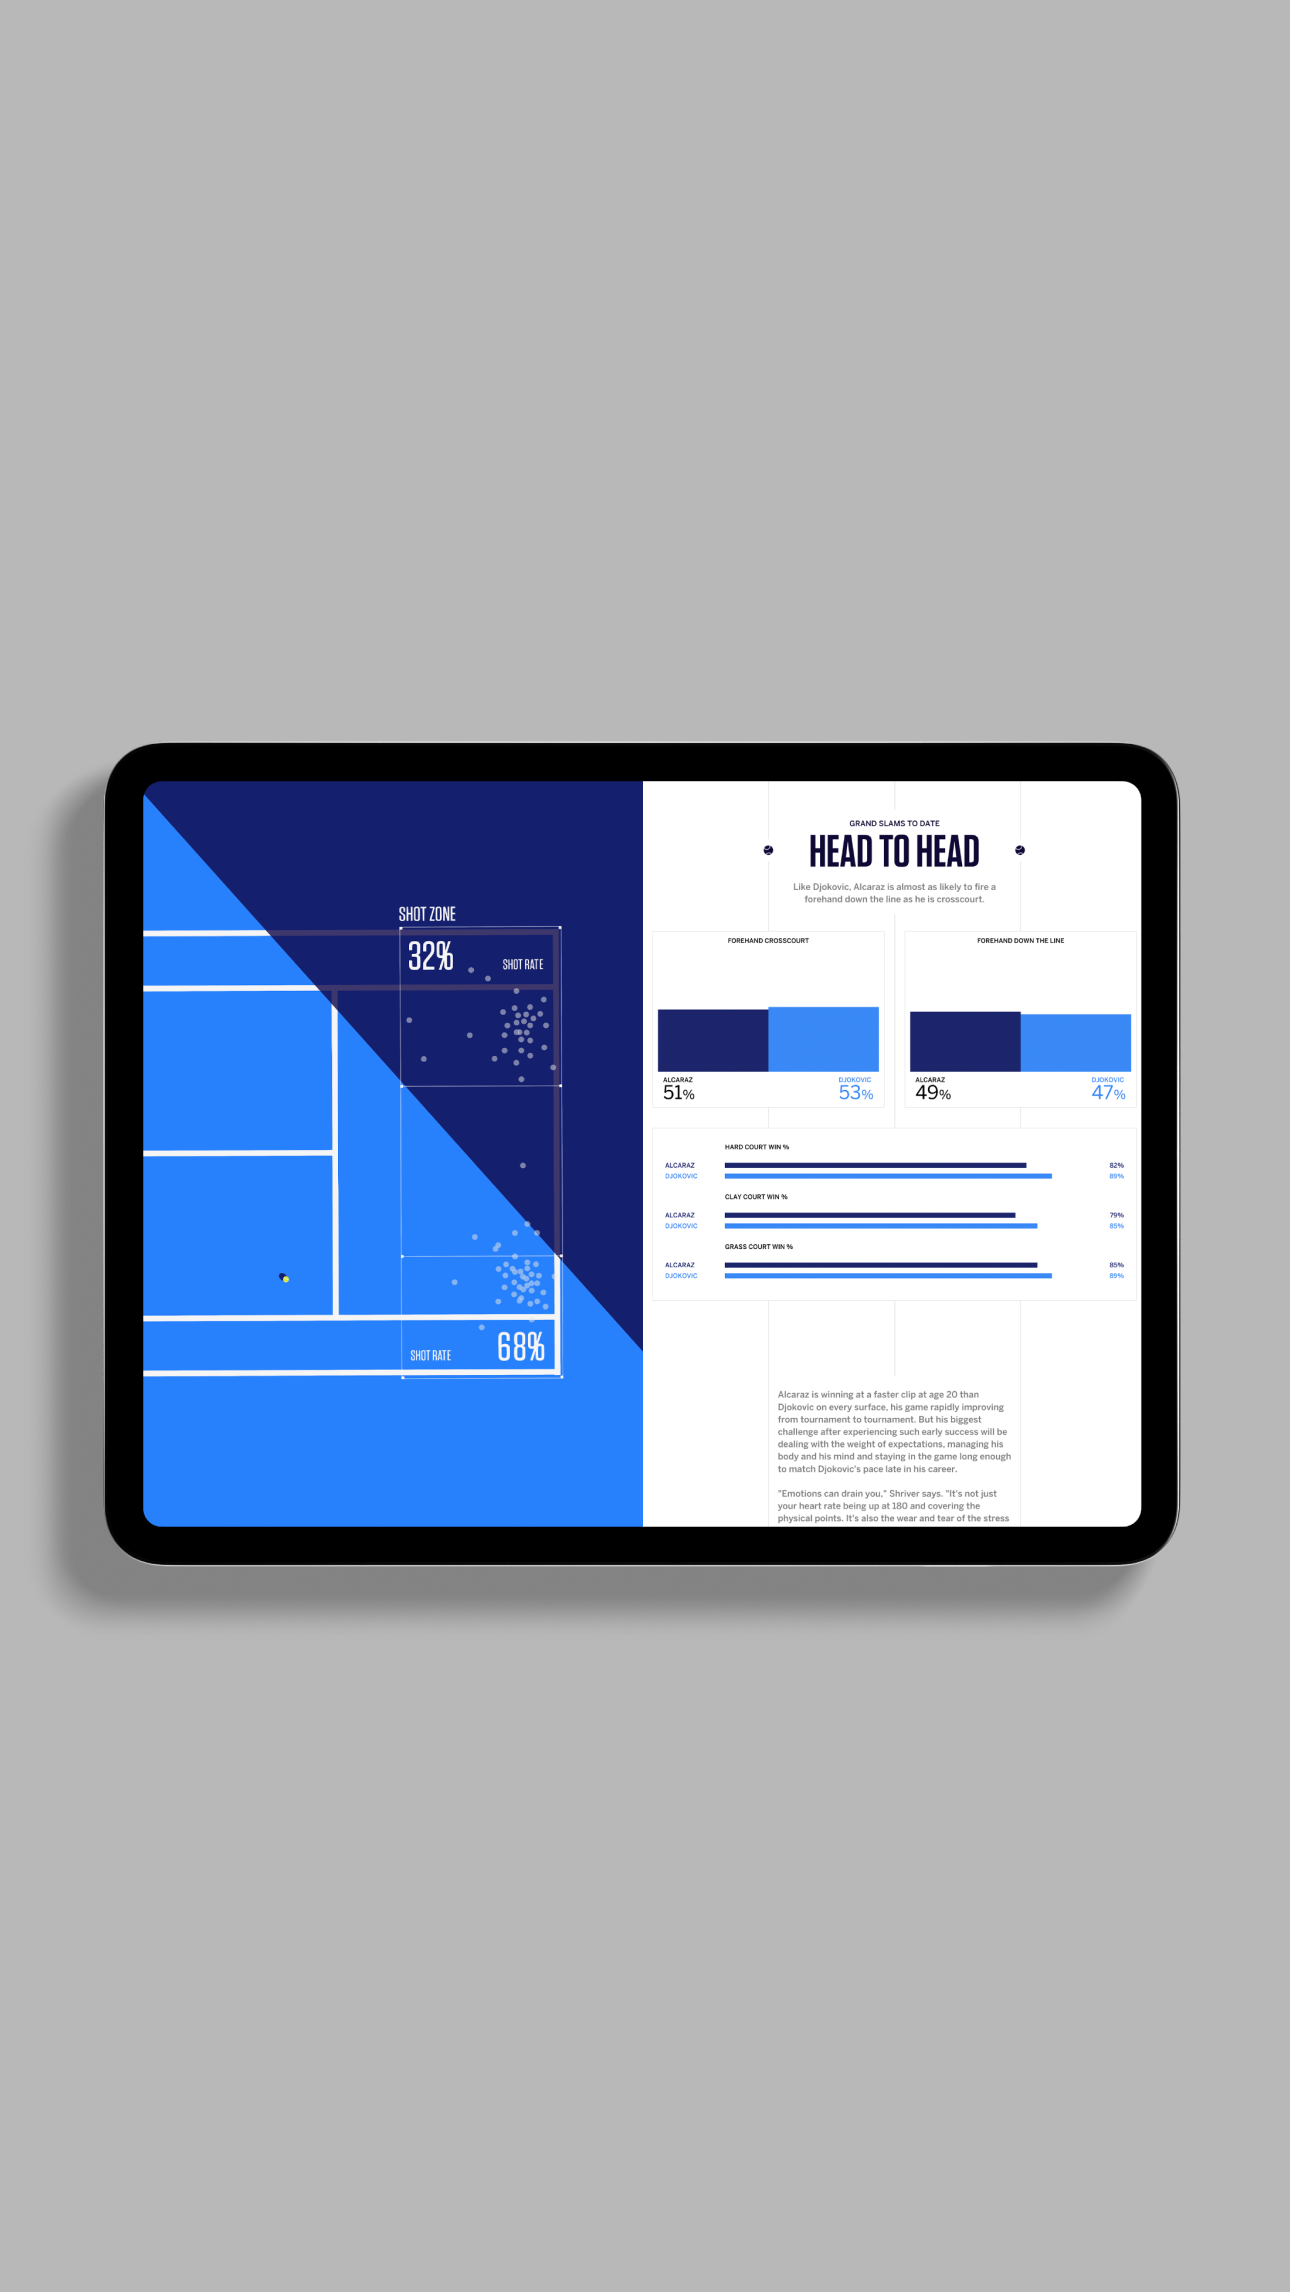 SHOT ZONE
32%
SHOT RATE
SHOT RATE
68%
GRAND SLAMS TO DATE
HEAD TO HEAD
Like Djokovic, Alcaraz is almost as likely to fire a
forehand down the line as he is crosscourt.
FOREHAND CROSSCOURT
ALCARAZ
51%
DJOKOVIC
53%
FOREHAND DOWN THE LINE
ALCARAZ
49%
DJOKOVIC
47%
HARD COURT WIN %
ALCARAZ 82%
DJOKOVIC 89%
CLAY COURT WIN %
ALCARAZ 79%
DJOKOVIC 85%
GRASS COURT WIN %
ALCARAZ 85%
DJOKOVIC 89%
Alcaraz is winning at a faster clip at age 20 than
Djokovic on every surface, his game rapidly improving
from tournament to tournament. But his biggest
challenge after experiencing such early success will be
dealing with the weight of expectations, managing his
body and his mind and staying in the game long enough
to match Djokovic's pace late in his career.
"Emotions can drain you," Shriver says. "It's not just
your heart rate being up at 180 and covering the
physical points. It's also the wear and tear of the stress